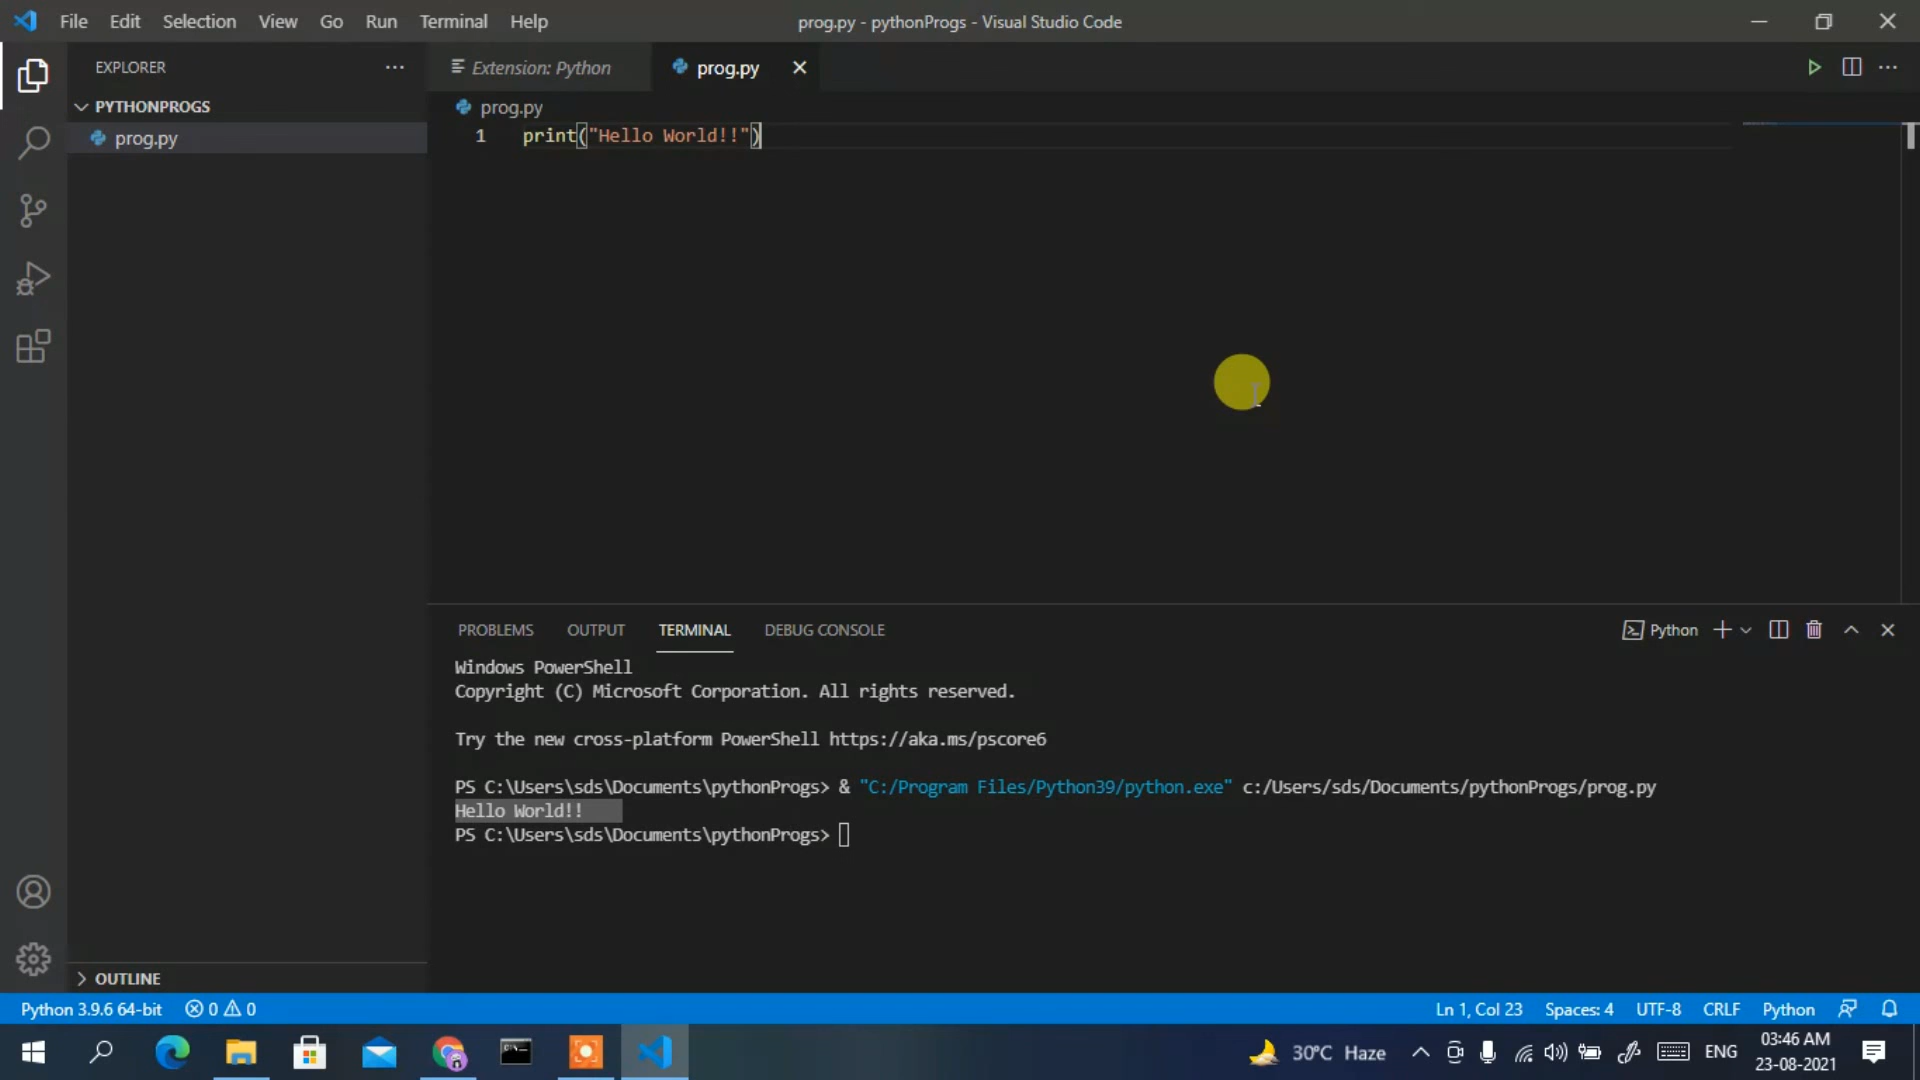 File Edit Selection View Go Run Terminal Help
prog.py - pythonProgs - Visual Studio Code
EXPLORER
PYTHONPROGS
prog.py
OUTLINE
Extension: Python
prog.py
prog.py
1 print("Hello World!!")
PROBLEMS OUTPUT TERMINAL DEBUG CONSOLE
Python
Windows PowerShell
Copyright (C) Microsoft Corporation. All rights reserved.
Try the new cross-platform PowerShell https://aka.ms/pscore6
PS C:\Users\sds\Documents\pythonProgs> & "C:/Program Files/Python39/python.exe" c:/Users/sds/Documents/pythonProgs/prog.py
Hello World!!
PS C:\Users\sds\Documents\pythonProgs>
Python 3.9.6 64-bit 0 0
Ln 1, Col 23 Spaces: 4 UTF-8 CRLF Python
30°C Haze
ENG
03:46 AM
23-08-2021